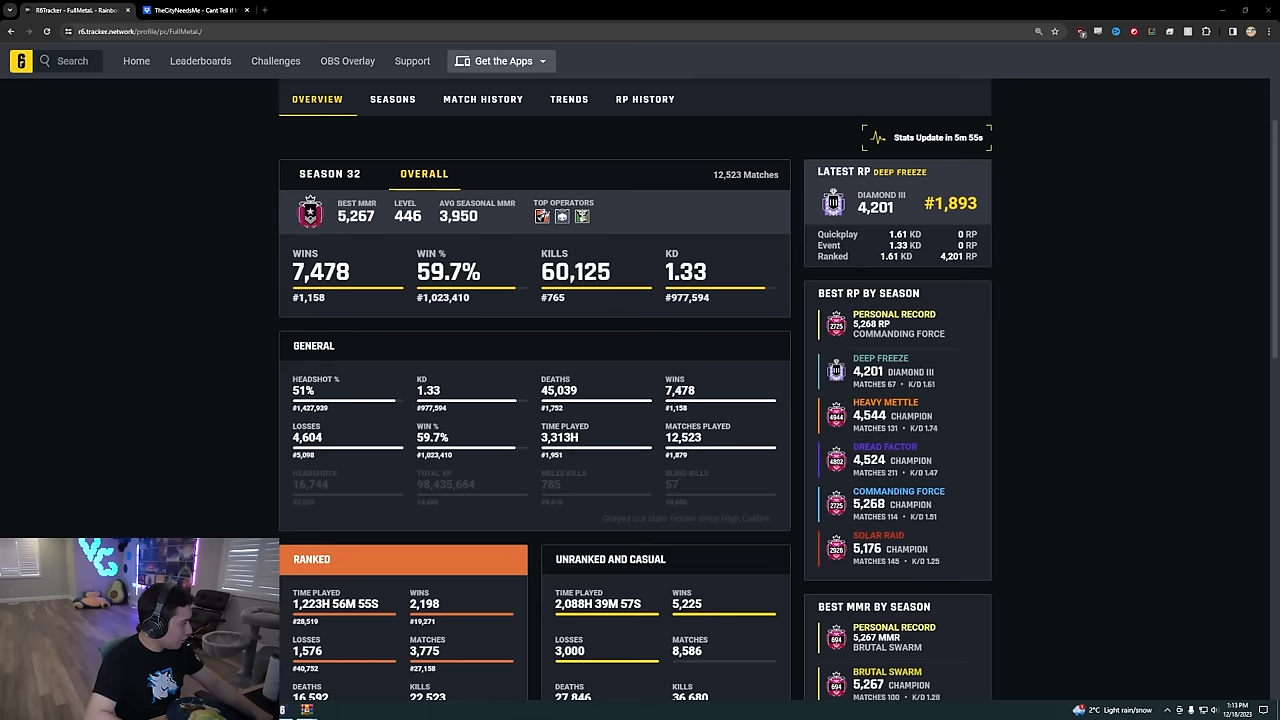 R6Tracker - FullMetal. - Rainbo
TheCityNeedsMe - Cant Tell if
r6.tracker.network/profile/pc/FullMetal./
Search
Home
Leaderboards
Challenges
OBS Overlay
Support
Get the Apps
OVERVIEW
SEASONS
MATCH HISTORY
TRENDS
RP HISTORY
Stats Update in 5m 55s
SEASON 32
OVERALL
12,523 Matches
BEST MMR
5,267
LEVEL
446
AVG SEASONAL MMR
3,950
TOP OPERATORS
WINS
7,478
#1,158
WIN %
59.7%
#1,023,410
KILLS
60,125
#765
KD
1.33
#977,594
GENERAL
HEADSHOT %
51%
#1,427,939
KD
1.33
#977,594
DEATHS
45,039
#1,752
WINS
7,478
#1,158
LOSSES
4,604
#5,098
WIN %
59.7%
#1,023,410
TIME PLAYED
3,313H
#1,951
MATCHES PLAYED
12,523
#1,879
HEADSHOTS
16,744
TOTAL RP
98,435,664
MELEE KILLS
785
BLIND KILLS
57
Grayed out stats frozen since High Calibre
RANKED
TIME PLAYED
1,223H 56M 55S
#28,519
WINS
2,198
#19,271
LOSSES
1,576
#40,752
MATCHES
3,775
#27,158
DEATHS
16,592
KILLS
22,523
UNRANKED AND CASUAL
TIME PLAYED
2,088H 39M 57S
WINS
5,225
LOSSES
3,000
MATCHES
8,586
DEATHS
27,846
KILLS
36,680
LATEST RP DEEP FREEZE
DIAMOND III
4,201
#1,893
Quickplay 1.61 KD 0 RP
Event 1.33 KD 0 RP
Ranked 1.61 KD 4,201 RP
BEST RP BY SEASON
2725
PERSONAL RECORD
5,268 RP
COMMANDING FORCE
DEEP FREEZE
4,201 DIAMOND III
MATCHES 67 • K/D 1.61
4944
HEAVY METTLE
4,544 CHAMPION
MATCHES 131 • K/D 1.74
4802
DREAD FACTOR
4,524 CHAMPION
MATCHES 211 • K/D 1.47
2725
COMMANDING FORCE
5,268 CHAMPION
MATCHES 114 • K/D 1.51
2926
SOLAR RAID
5,176 CHAMPION
MATCHES 145 • K/D 1.25
BEST MMR BY SEASON
694
PERSONAL RECORD
5,267 MMR
BRUTAL SWARM
694
BRUTAL SWARM
5,267 CHAMPION
MATCHES 100 • K/D 1.28
2°C Light rain/snow
1:13 PM
12/18/2023